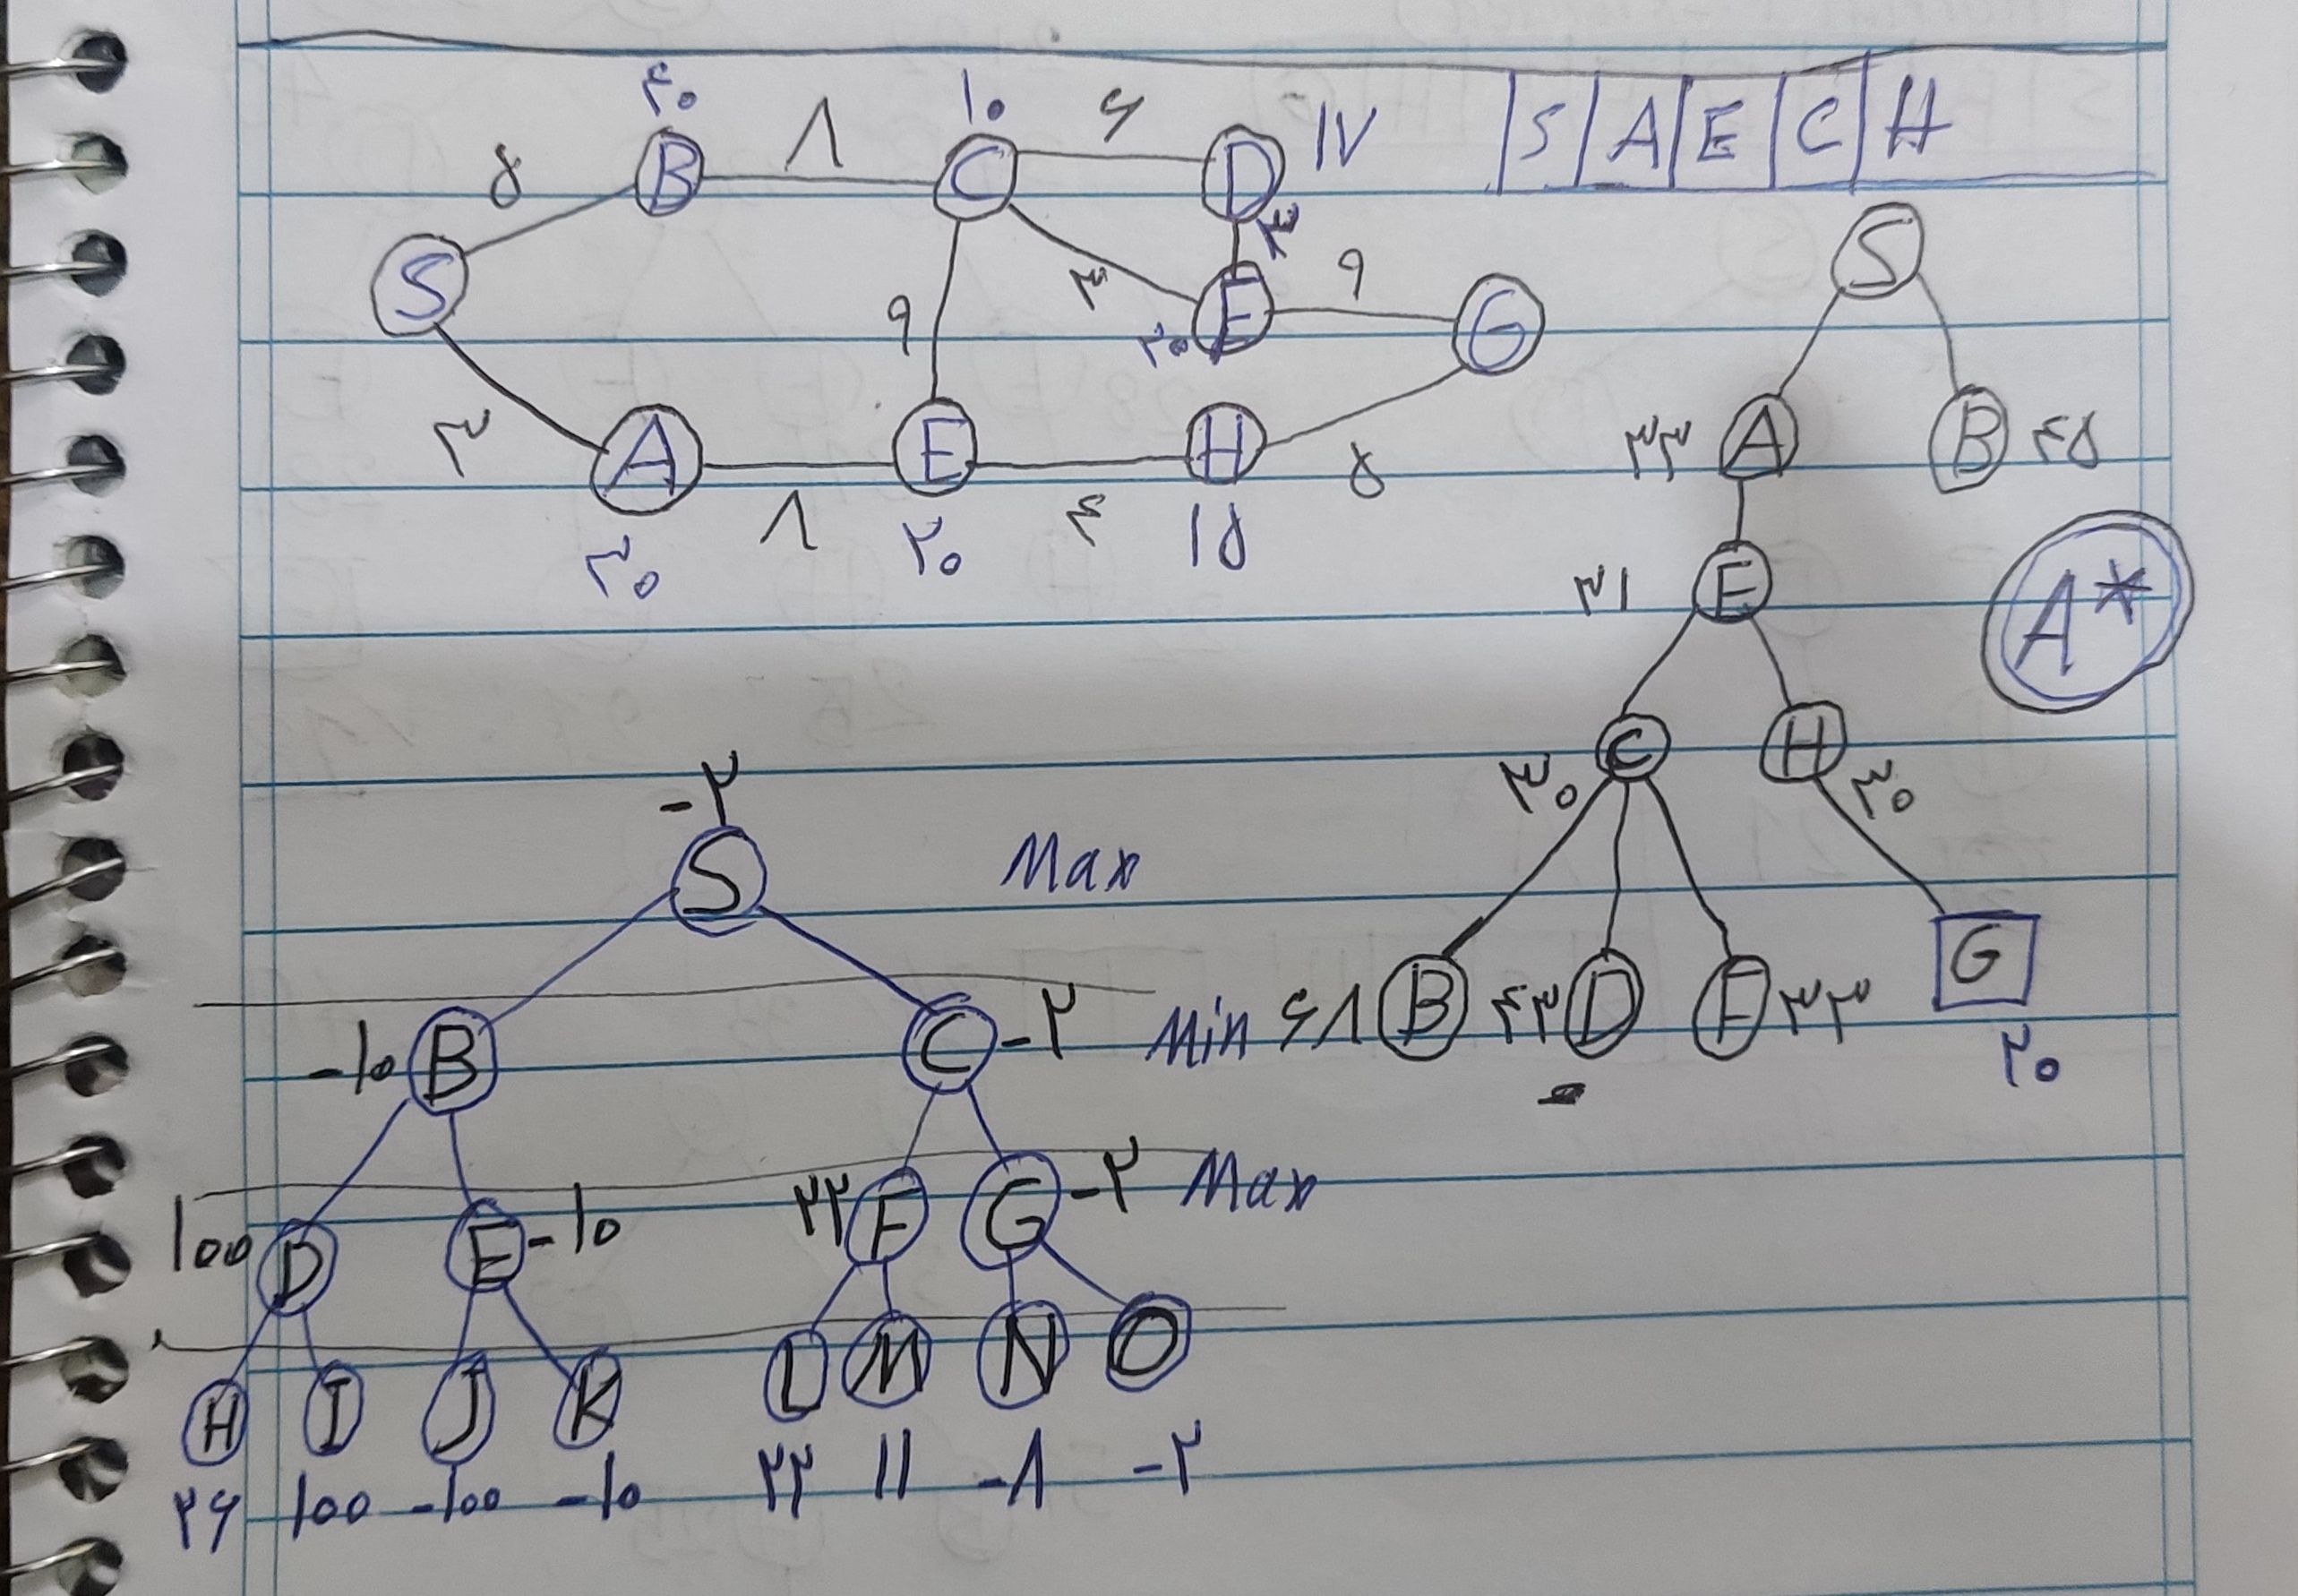 ۴۰ ۸ ۱۰ ۶ ۱۷
S A E C H
۵ B C D
S ۳ ۹
۹ ۳ F G
۲۰
۳ A E H ۵
۸ ۴
۳۰ ۲۰ ۱۵
S
۳۳ A B ۴۵
۳۱ E
A*
C H
۳۰ ۳۰
B D F G
۶۸ ۴۳ ۳۳ ۲۰
-۲
S Max
-۱۰ B C -۲ Min
۱۰۰ D E -۱۰ ۲۲ F G -۲ Max
H I J K L M N O
۲۶ ۱۰۰ -۱۰۰ -۱۰ ۲۲ ۱۱ -۸ -۲